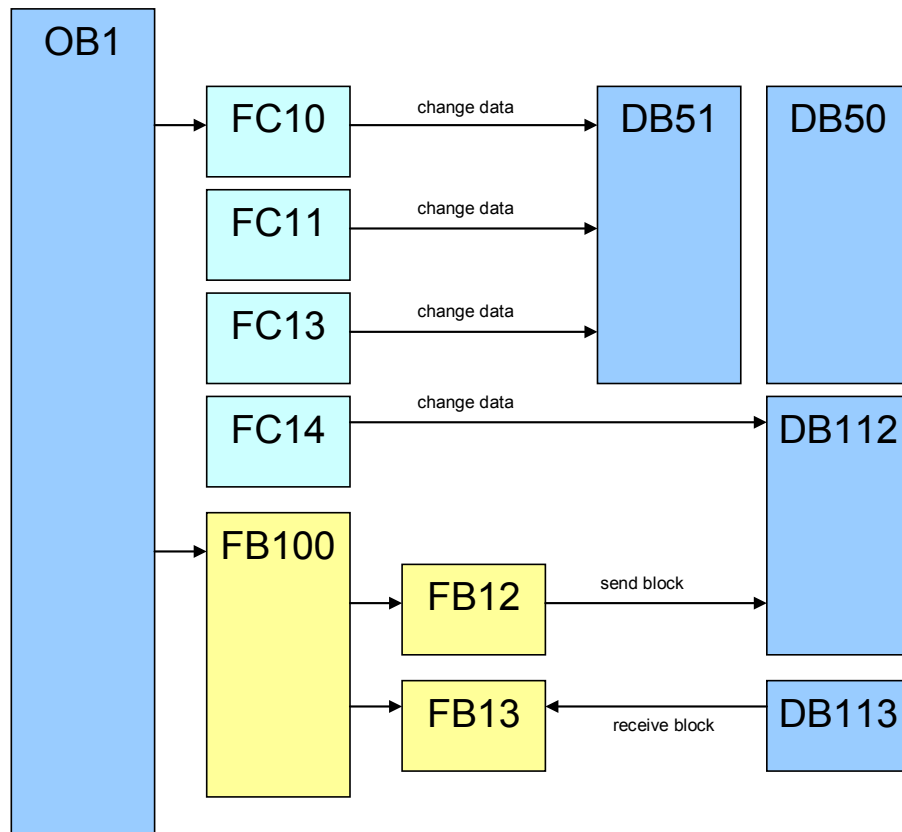 OB1
FC10
change data
DB51
DB50
FC11
change data
FC13
change data
FC14
change data
DB112
FB100
FB12
send block
FB13
receive block
DB113